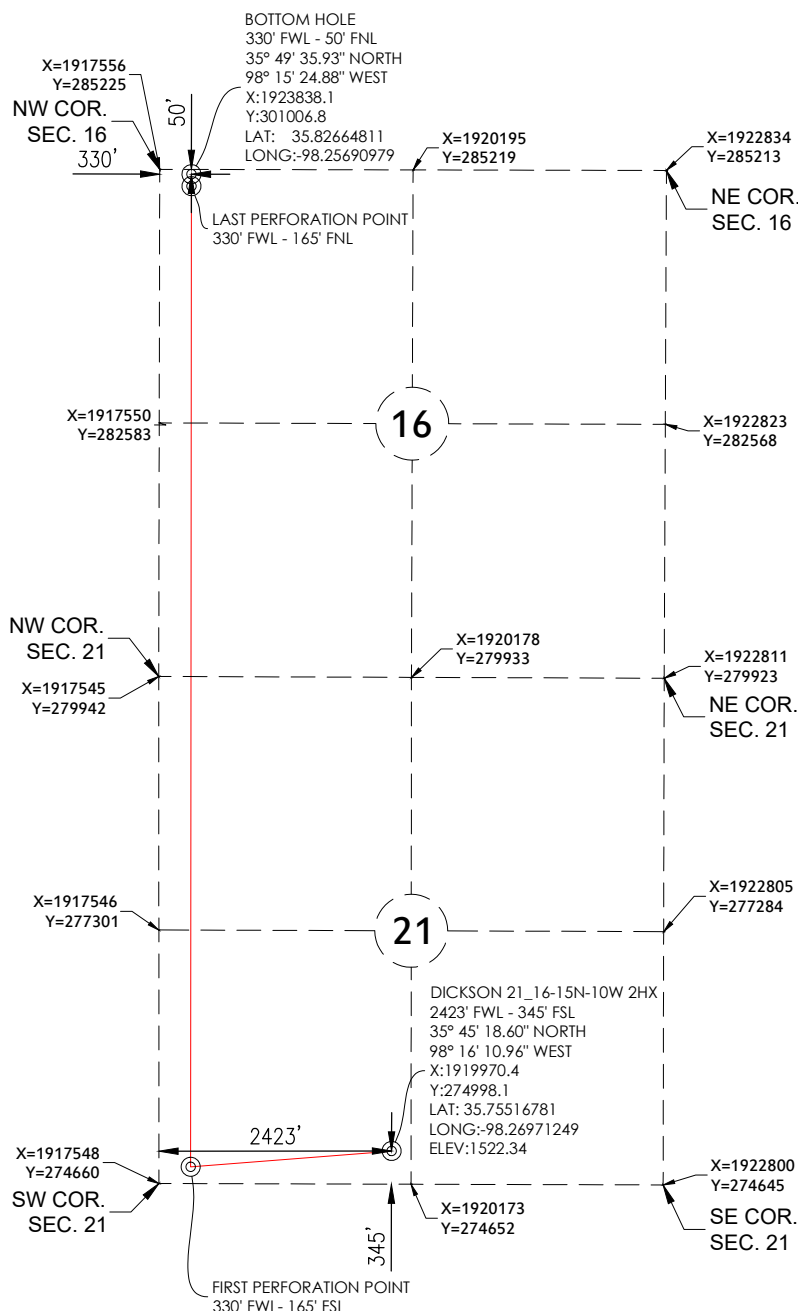 BOTTOM HOLE
330' FWL - 50' FNL
35° 49' 35.93" NORTH
98° 15' 24.88" WEST
X:1923838.1
Y:301006.8
LAT: 35.82664811
LONG:-98.25690979
X=1917556
Y=285225
NW COR.
SEC. 16
50'
330'
X=1920195
Y=285219
X=1922834
Y=285213
NE COR.
SEC. 16
LAST PERFORATION POINT
330' FWL - 165' FNL
X=1917550
Y=282583
16
X=1922823
Y=282568
NW COR.
SEC. 21
X=1917545
Y=279942
X=1920178
Y=279933
X=1922811
Y=279923
NE COR.
SEC. 21
X=1917546
Y=277301
21
X=1922805
Y=277284
DICKSON 21_16-15N-10W 2HX
2423' FWL - 345' FSL
35° 45' 18.60" NORTH
98° 16' 10.96" WEST
X:1919970.4
Y:274998.1
LAT: 35.75516781
LONG:-98.26971249
ELEV:1522.34
2423'
X=1917548
Y=274660
SW COR.
SEC. 21
345'
X=1920173
Y=274652
X=1922800
Y=274645
SE COR.
SEC. 21
FIRST PERFORATION POINT
330' FWL - 165' FSL